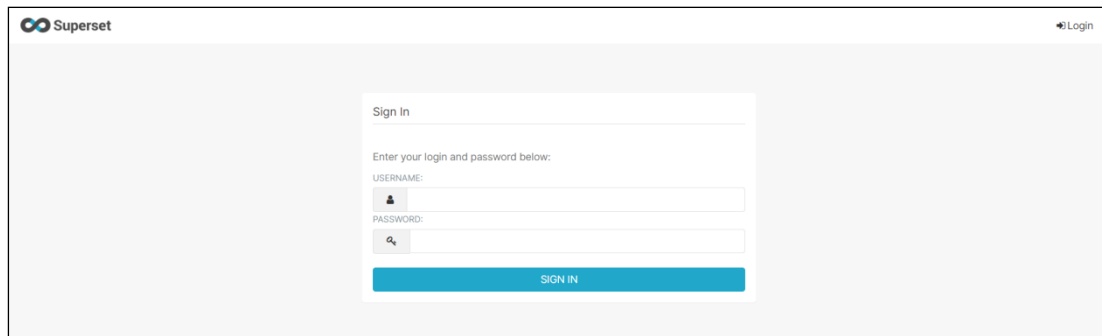 Superset
Login
Sign In
Enter your login and password below:
USERNAME:
PASSWORD:
SIGN IN